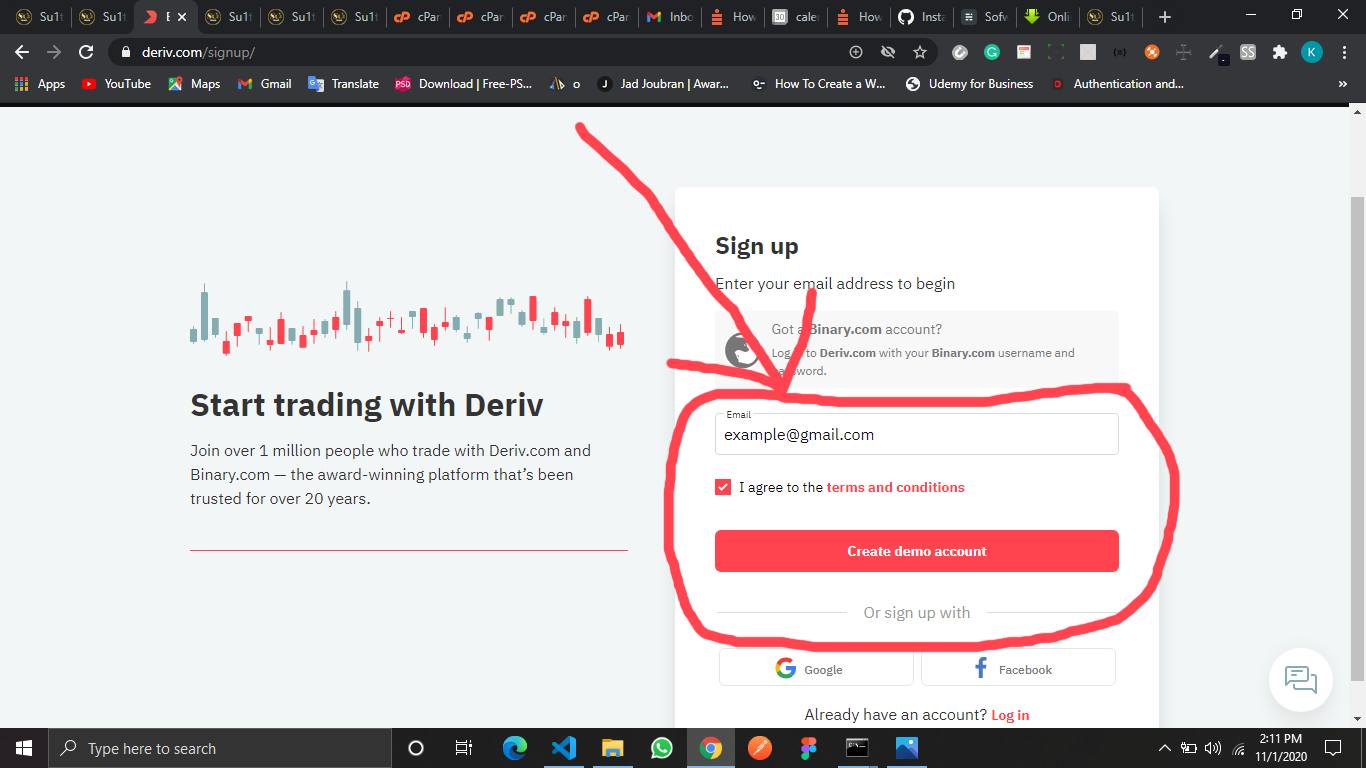 Su1t
Su1t
E
Su1t
Su1t
Su1t
cPan
cPan
cPan
cPan
Inbo
How
cale
How
Insta
Sofw
Onli
Su1t
deriv.com/signup/
K
Apps
YouTube
Maps
Gmail
Translate
Download | Free-PS...
o
Jad Joubran | Awar...
How To Create a W...
Udemy for Business
Authentication and...
Sign up
Enter your email address to begin
Got a Binary.com account?
Log in to Deriv.com with your Binary.com username and
password.
Start trading with Deriv
Join over 1 million people who trade with Deriv.com and
Binary.com — the award-winning platform that's been
trusted for over 20 years.
Email
example@gmail.com
I agree to the terms and conditions
Create demo account
Or sign up with
Google
Facebook
Already have an account? Log in
Type here to search
2:11 PM
11/1/2020